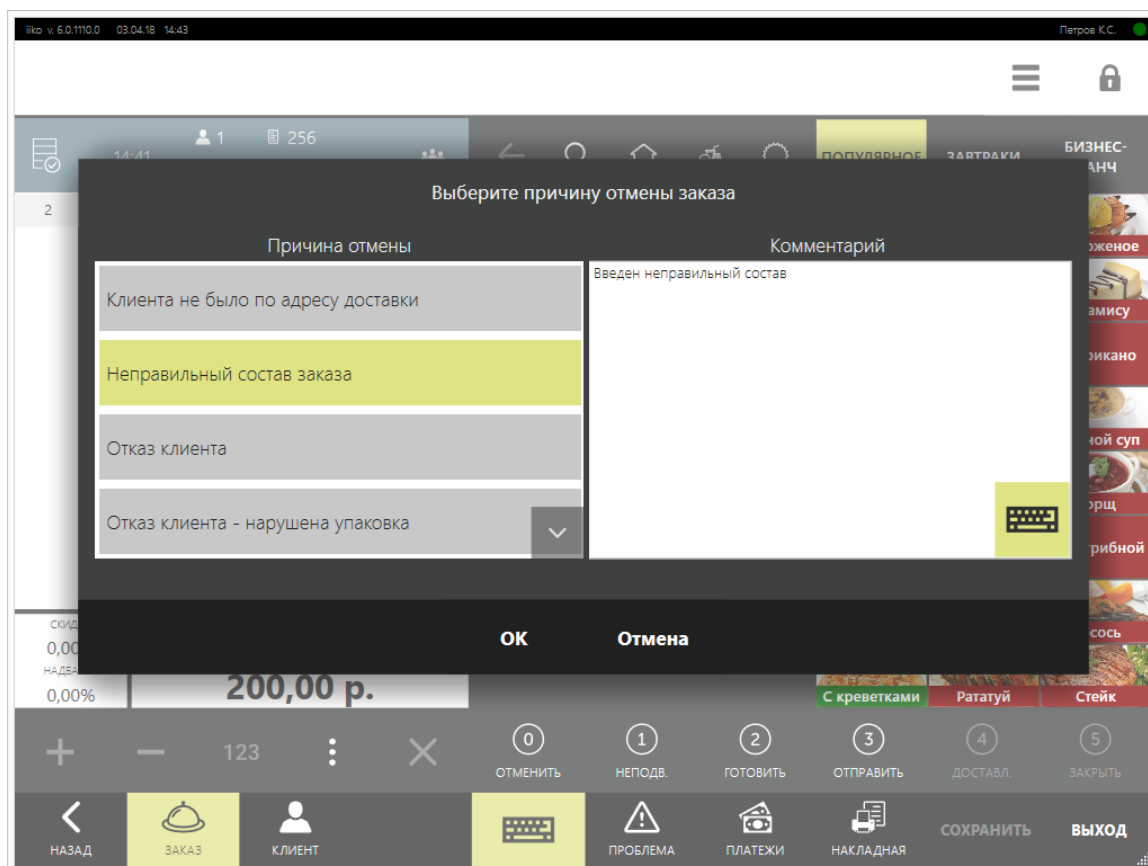 iiko v. 6.0.1110.0 03.04.18 14:43 Петров К.С.
1 256
14:41
ПОПУЛЯРНОЕ ЗАВТРАКИ БИЗНЕС-
2
Выберите причину отмены заказа
Причина отмены Комментарий
Клиента не было по адресу доставки
Неправильный состав заказа
Отказ клиента
Отказ клиента - нарушена упаковка
Введен неправильный состав
ОК Отмена
0,00
0,00%
200,00 р.
С креветками Рататуй Стейк
123
0 1 2 3 4 5
ОТМЕНИТЬ НЕПОДВ. ГОТОВИТЬ ОТПРАВИТЬ ДОСТАВЛ. ЗАКРЫТЬ
НАЗАД ЗАКАЗ КЛИЕНТ ПРОБЛЕМА ПЛАТЕЖИ НАКЛАДНАЯ СОХРАНИТЬ ВЫХОД